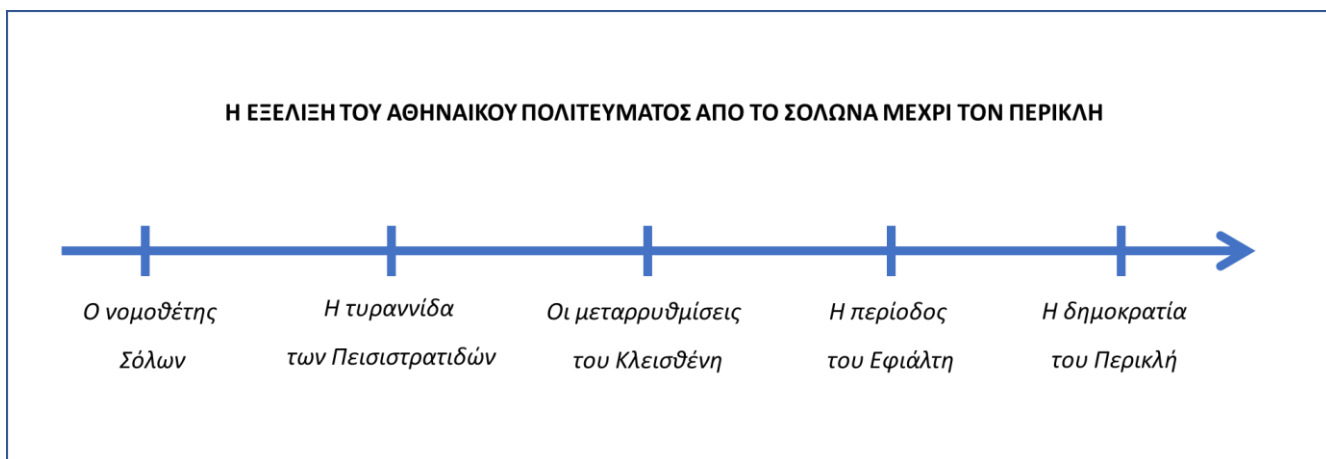 Η ΕΞΕΛΙΞΗ ΤΟΥ ΑΘΗΝΑΙΚΟΥ ΠΟΛΙΤΕΥΜΑΤΟΣ ΑΠΟ ΤΟ ΣΟΛΩΝΑ ΜΕΧΡΙ ΤΟΝ ΠΕΡΙΚΛΗ
Ο νομοθέτης
Σόλων
Η τυραννίδα
των Πεισιστρατιδών
Οι μεταρρυθμίσεις
του Κλεισθένη
Η περίοδος
του Εφιάλτη
Η δημοκρατία
του Περικλή